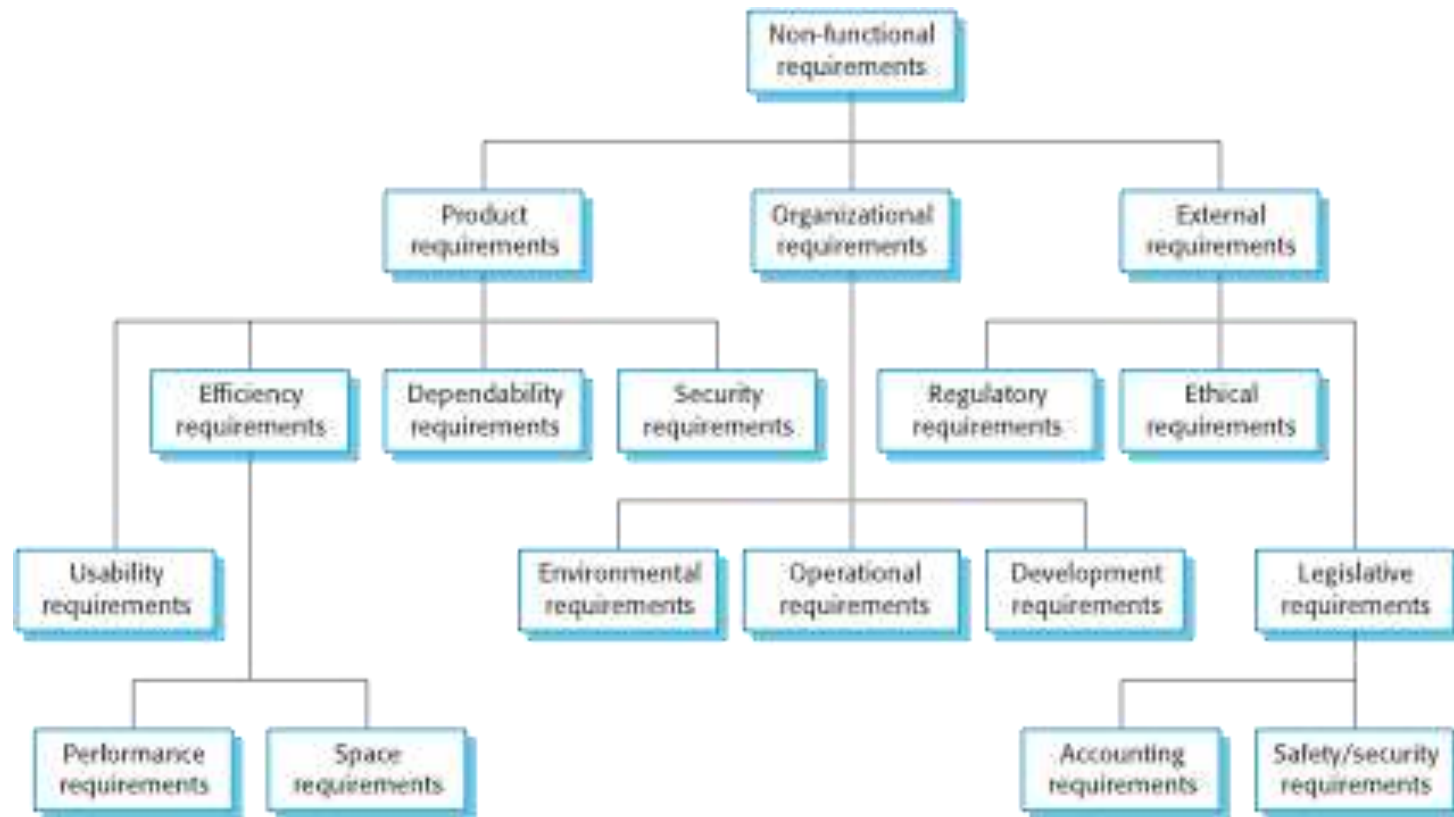 Non-functional
requirements
Product
requirements
Organizational
requirements
External
requirements
Efficiency
requirements
Dependability
requirements
Security
requirements
Regulatory
requirements
Ethical
requirements
Usability
requirements
Environmental
requirements
Operational
requirements
Development
requirements
Legislative
requirements
Performance
requirements
Space
requirements
Accounting
requirements
Safety/security
requirements